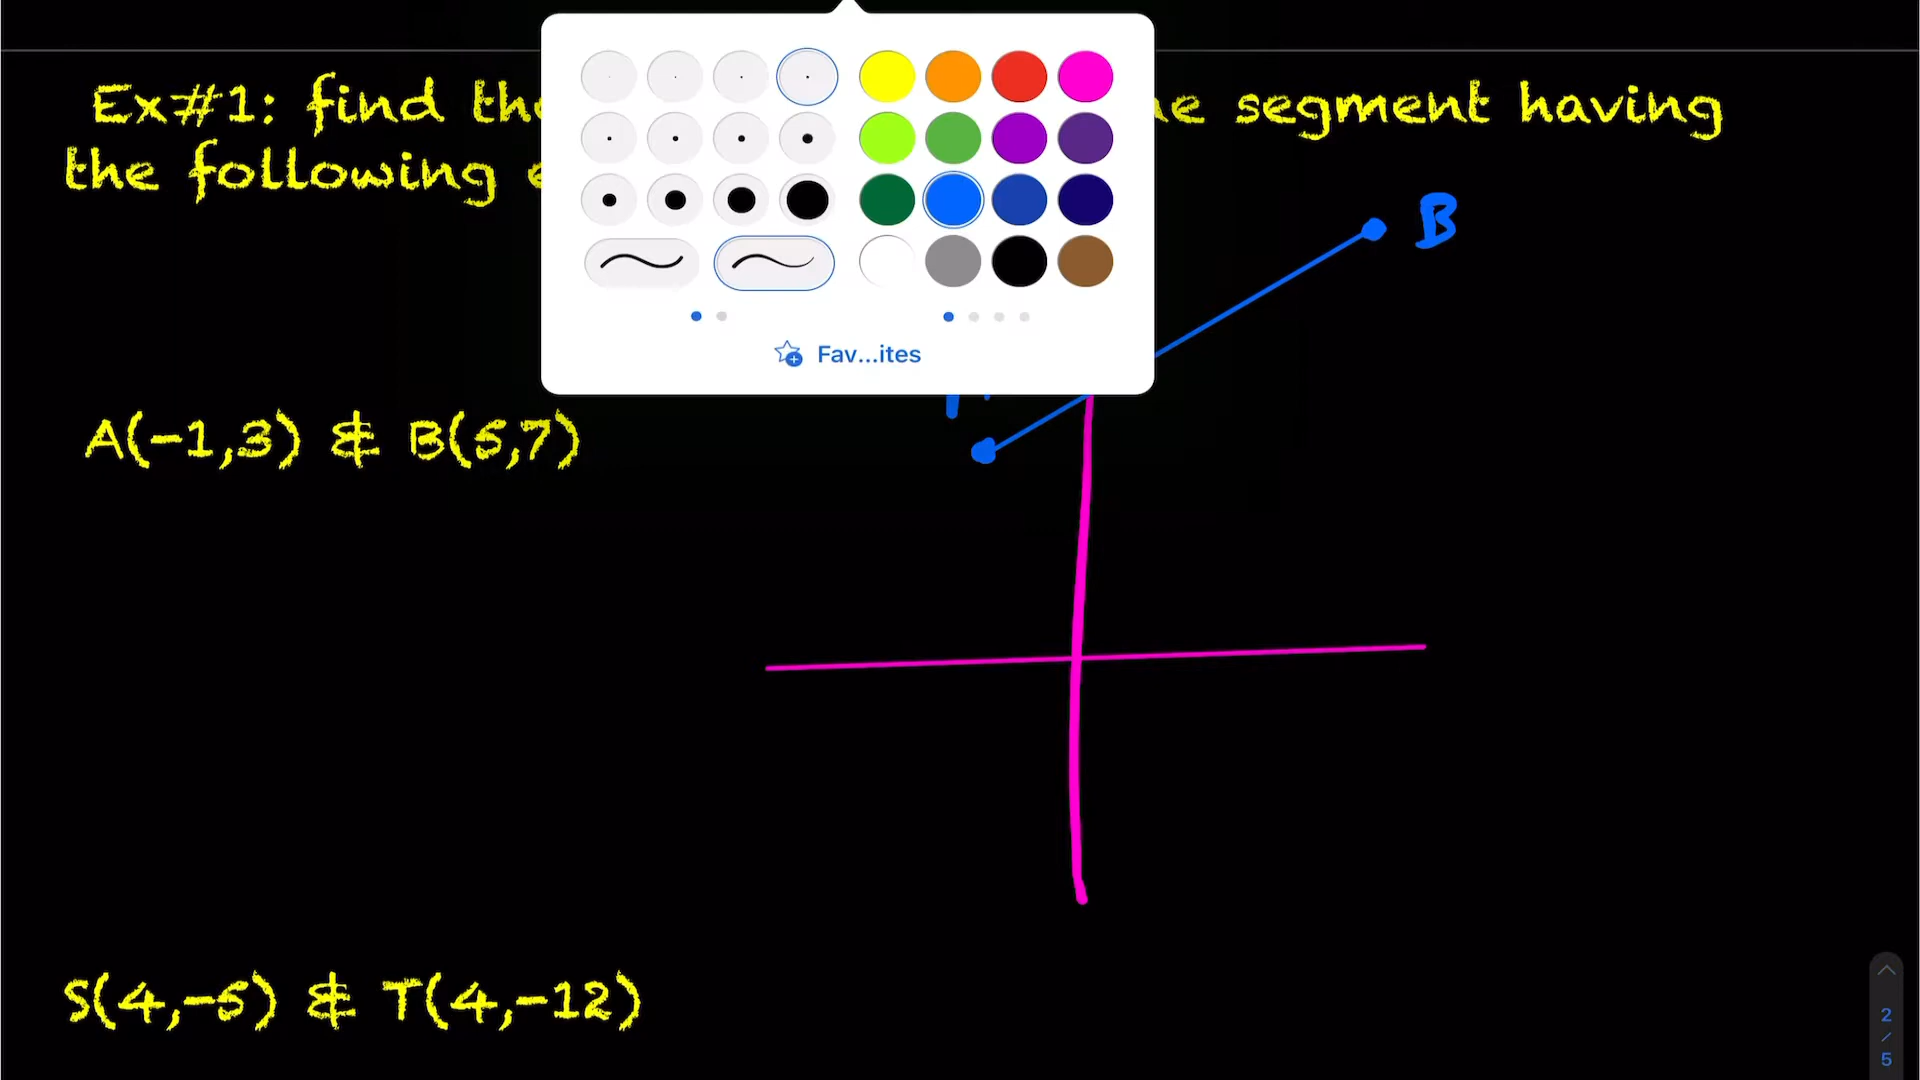 Ex#1: find the segment having
the following
Fav...ites
B
A(-1,3) & B(5,7)
S(4,-5) & T(4,-12)
2
/
5